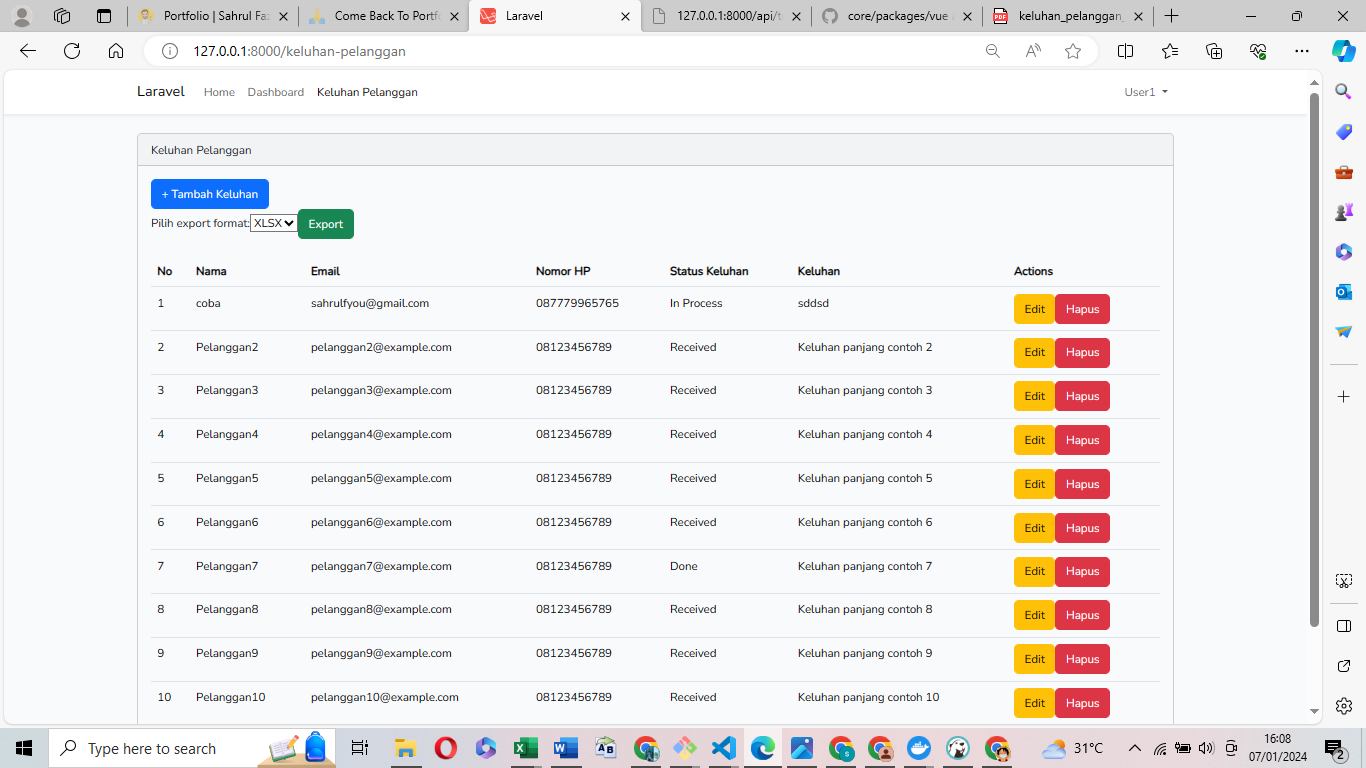 Portfolio | Sahrul Faz
Come Back To Portf
Laravel
127.0.0.1:8000/api/t
core/packages/vue
keluhan_pelanggan_
127.0.0.1:8000/keluhan-pelanggan
Laravel Home Dashboard Keluhan Pelanggan User1
Keluhan Pelanggan
+ Tambah Keluhan
Pilih export format: XLSX Export
No Nama Email Nomor HP Status Keluhan Keluhan Actions
1 coba sahrulfyou@gmail.com 087779965765 In Process sddsd Edit Hapus
2 Pelanggan2 pelanggan2@example.com 08123456789 Received Keluhan panjang contoh 2 Edit Hapus
3 Pelanggan3 pelanggan3@example.com 08123456789 Received Keluhan panjang contoh 3 Edit Hapus
4 Pelanggan4 pelanggan4@example.com 08123456789 Received Keluhan panjang contoh 4 Edit Hapus
5 Pelanggan5 pelanggan5@example.com 08123456789 Received Keluhan panjang contoh 5 Edit Hapus
6 Pelanggan6 pelanggan6@example.com 08123456789 Received Keluhan panjang contoh 6 Edit Hapus
7 Pelanggan7 pelanggan7@example.com 08123456789 Done Keluhan panjang contoh 7 Edit Hapus
8 Pelanggan8 pelanggan8@example.com 08123456789 Received Keluhan panjang contoh 8 Edit Hapus
9 Pelanggan9 pelanggan9@example.com 08123456789 Received Keluhan panjang contoh 9 Edit Hapus
10 Pelanggan10 pelanggan10@example.com 08123456789 Received Keluhan panjang contoh 10 Edit Hapus
Type here to search
31°C
16:08
07/01/2024
2